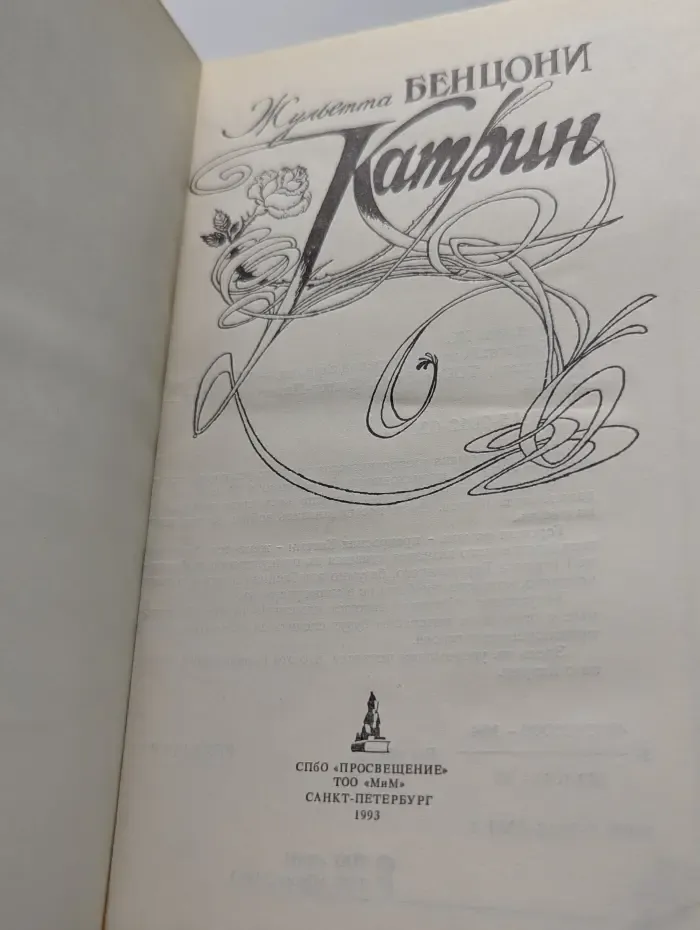 Жульетта БЕНЦОНИ
Катрин
СПбО «ПРОСВЕЩЕНИЕ»
ТОО «МиМ»
САНКТ-ПЕТЕРБУРГ
1993